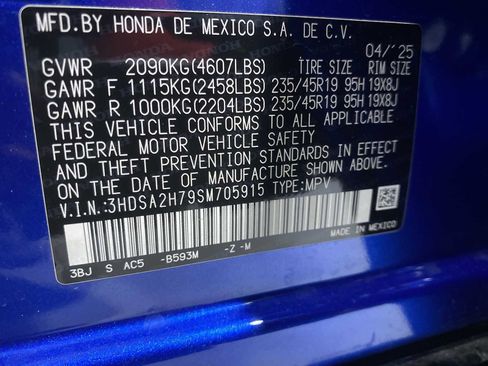 MFD.BY HONDA DE MEXICO S.A. DE C.V.
04/'25
GVWR 2090KG(4607LBS) TIRE SIZE RIM SIZE
GAWR F 1115KG(2458LBS) 235/45R19 95H 19X8J
GAWR R 1000KG(2204LBS) 235/45R19 95H 19X8J
THIS VEHICLE CONFORMS TO ALL APPLICABLE
FEDERAL MOTOR VEHICLE SAFETY
AND THEFT PREVENTION STANDARDS IN EFFECT
ON THE DATE OF MANUFACTURE SHOWN ABOVE.
V.I.N.:3HDSA2H79SM705915 TYPE:MPV
3BJ S AC5 -B593M -Z -M
MADE IN MEXICO